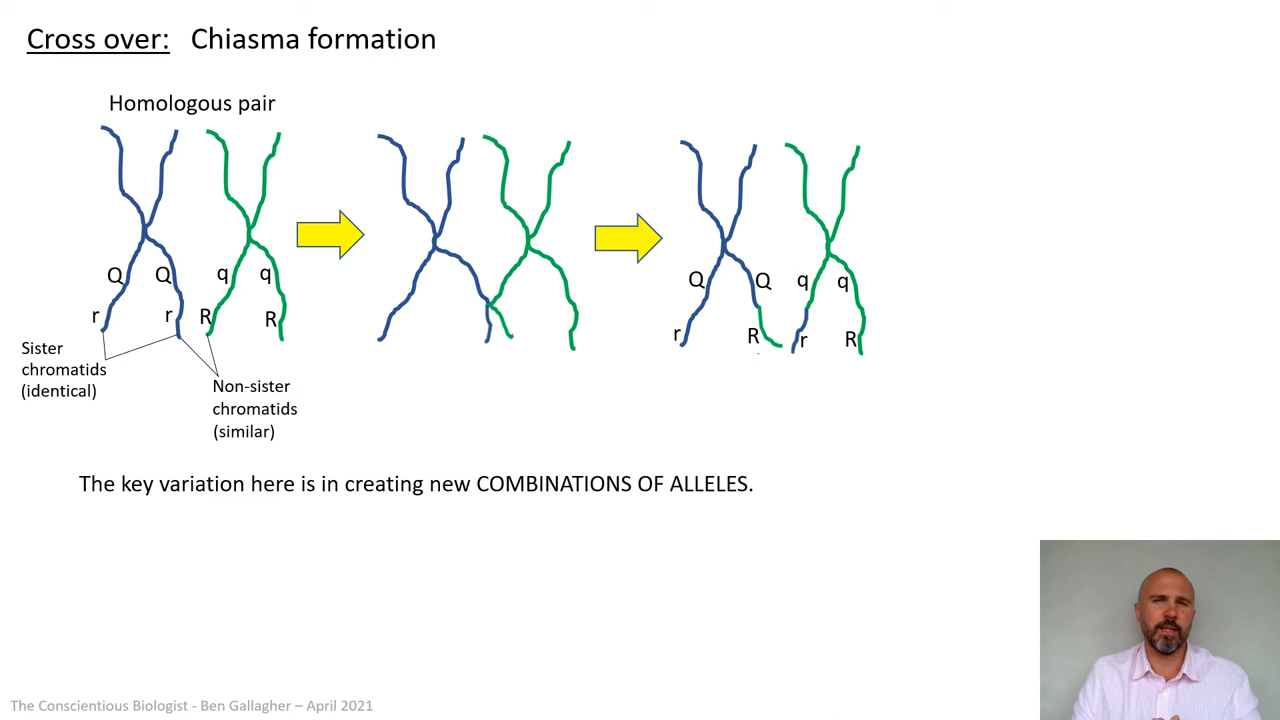 Cross over: Chiasma formation
Homologous pair
Q Q q q
r r R R
Q Q q q
r R r R
Sister
chromatids
(identical)
Non-sister
chromatids
(similar)
The key variation here is in creating new COMBINATIONS OF ALLELES.
The Conscientious Biologist - Ben Gallagher – April 2021